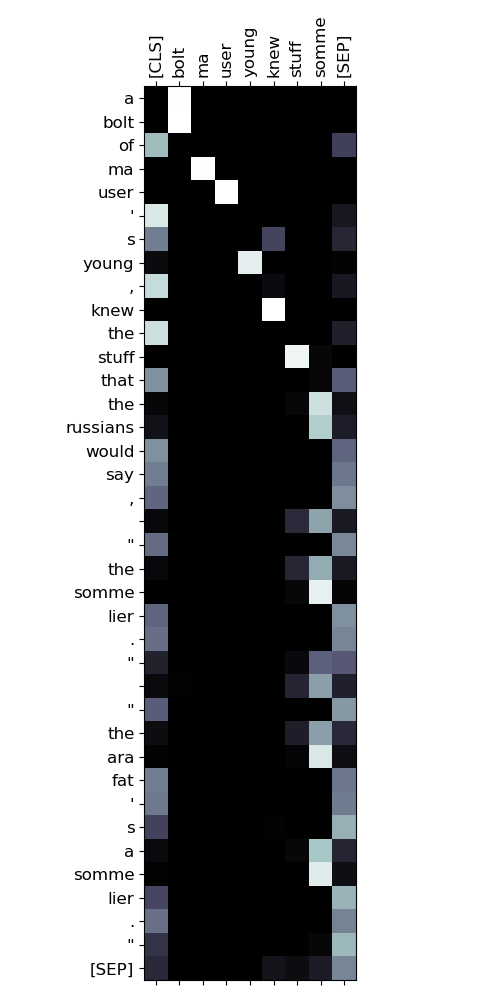 [CLS] bolt ma user young knew stuff somme [SEP]
a
bolt
of
ma
user
'
s
young
,
knew
the
stuff
that
the
russians
would
say
,
"
the
somme
lier
.
"
"
the
ara
fat
'
s
a
somme
lier
.
"
[SEP]